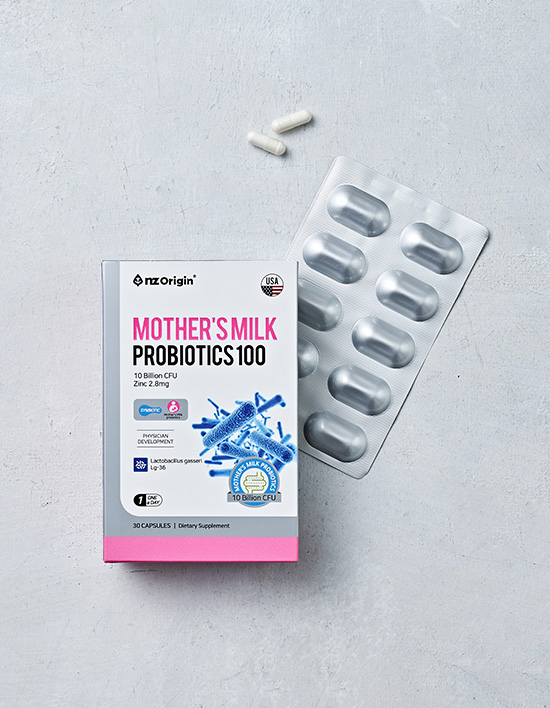 nzorigin®
USA
MOTHER'S MILK
PROBIOTICS 100
10 Billion CFU
Zinc 2.8mg
SYNBIOTIC
PHYSICIAN
DEVELOPMENT
Lactobacillus gasseri
Lg-36
MOTHER'S MILK PROBIOTICS
10 Billion CFU
1 ONE
A DAY
30 CAPSULES | Dietary Supplement